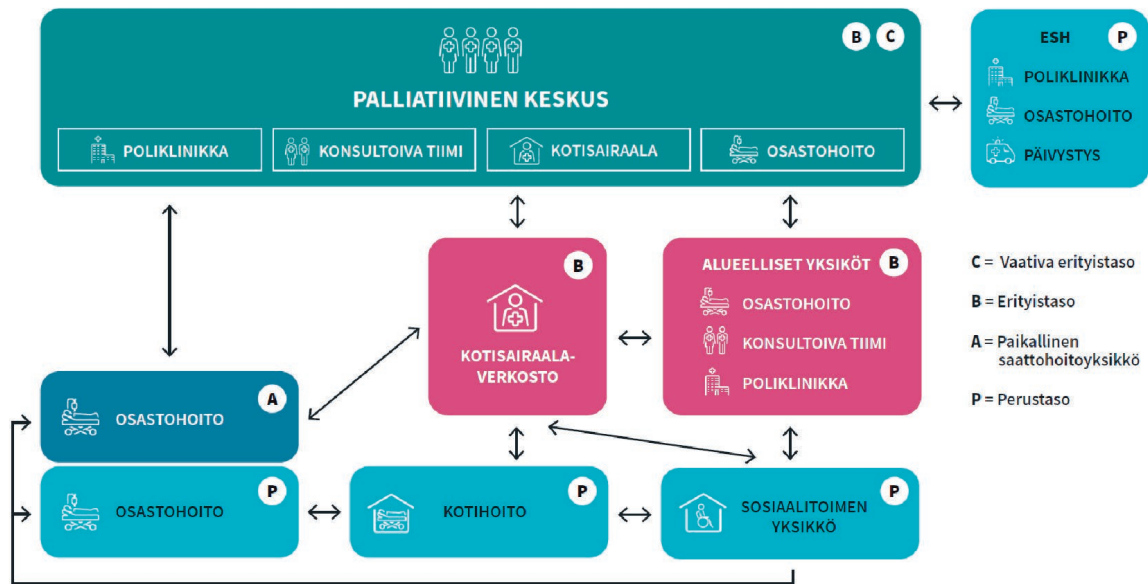 B
C
PALLIATIIVINEN KESKUS
POLIKLINIKKA
KONSULTOIVA TIIMI
KOTISAIRAALA
OSASTOHOITO
ESH
P
POLIKLINIKKA
OSASTOHOITO
PÄIVYSTYS
B
KOTISAIRAALA-
VERKOSTO
ALUEELLISET YKSIKÖT
B
OSASTOHOITO
KONSULTOIVA TIIMI
POLIKLINIKKA
C = Vaativa erityistaso
B = Erityistaso
A = Paikallinen
saattohoitoyksikkö
P = Perustaso
OSASTOHOITO
A
OSASTOHOITO
P
KOTIHOITO
P
SOSIAALITOIMEN
YKSIKKÖ
P